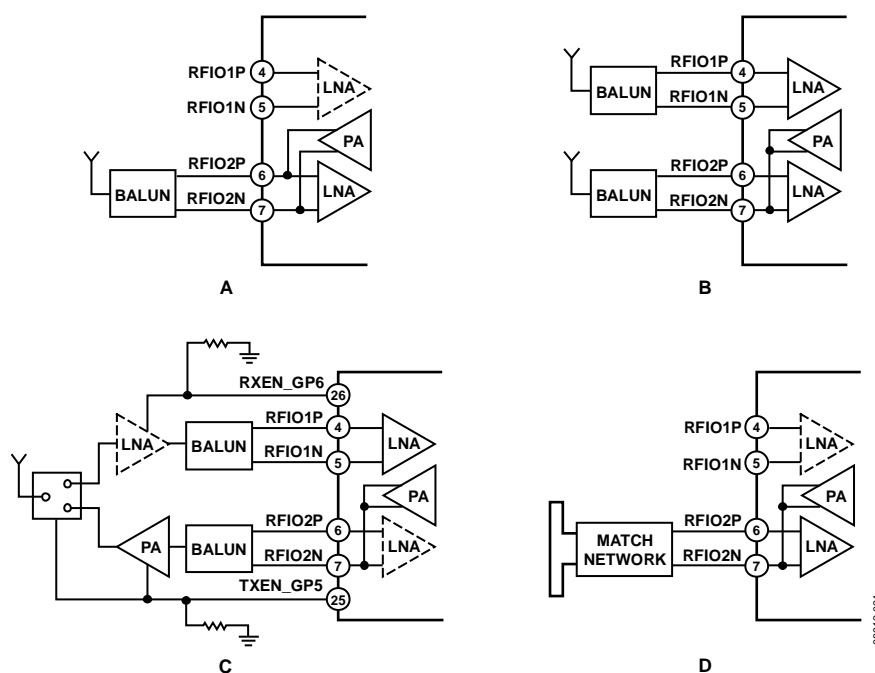 RFIO1P
4
LNA
RFIO1N
5
PA
RFIO2P
6
BALUN
LNA
RFIO2N
7
A
RFIO1P
4
BALUN
LNA
RFIO1N
5
PA
RFIO2P
6
BALUN
LNA
RFIO2N
7
B
RXEN_GP6
26
RFIO1P
4
LNA
BALUN
LNA
RFIO1N
5
PA
RFIO2P
6
PA
BALUN
LNA
RFIO2N
7
TXEN_GP5
25
C
RFIO1P
4
LNA
RFIO1N
5
PA
RFIO2P
6
MATCH
NETWORK
LNA
RFIO2N
7
D